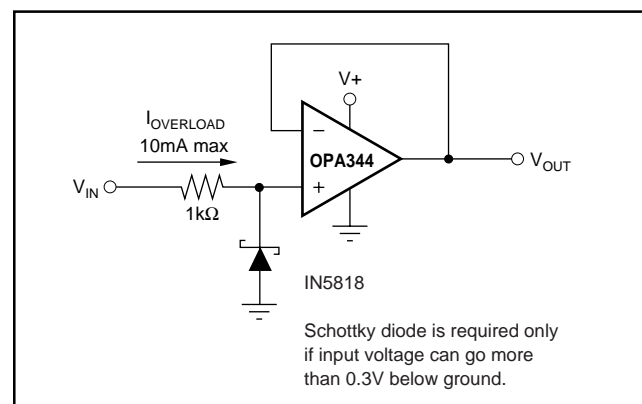 V+
IOVERLOAD
10mA max
−
OPA344
VOUT
VIN
+
1kΩ
IN5818
Schottky diode is required only
if input voltage can go more
than 0.3V below ground.